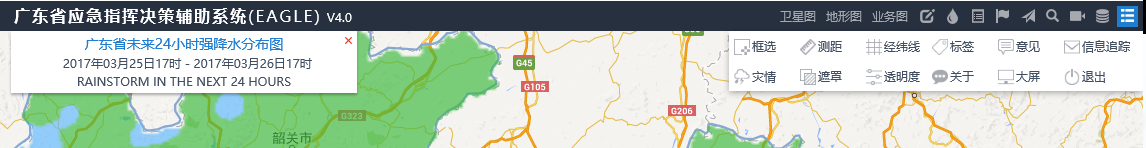 广东省应急指挥决策辅助系统(EAGLE) V4.0
卫星图 地形图 业务图
广东省未来24小时强降水分布图
2017年03月25日17时 - 2017年03月26日17时
RAINSTORM IN THE NEXT 24 HOURS
框选 测距 经纬线 标签 意见 信息追踪
灾情 遮罩 透明度 关于 大屏 退出
G45
G105
G206
G323
韶关市